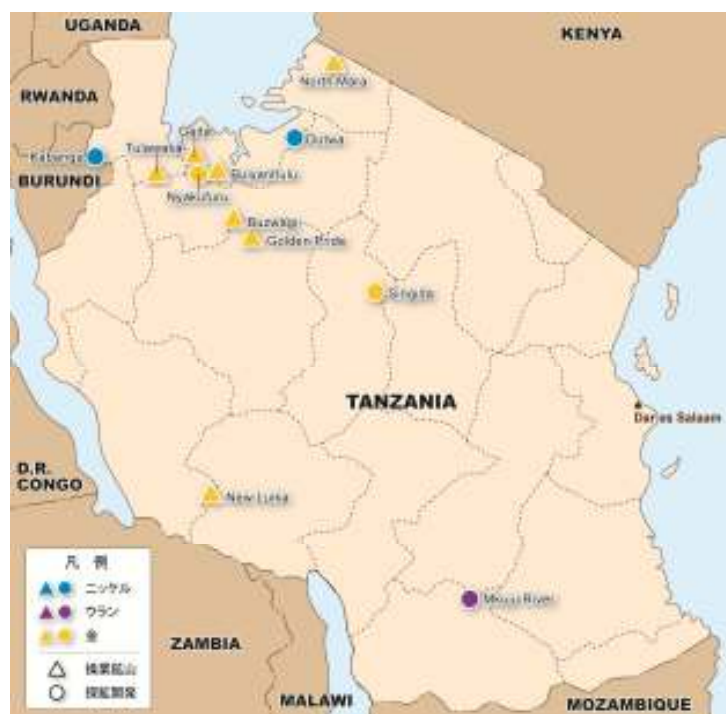 UGANDA
KENYA
North Mara
RWANDA
Geita
Dutwa
Tulawaka
Kabanga
Bulyanhulu
BURUNDI
Nyakufuru
Buzwagi
Golden Pride
Singida
TANZANIA
Dar es Salaam
D.R.
CONGO
New Luika
凡 例
ニッケル
ウラン
金
Mkuju River
ZAMBIA
操業鉱山
探鉱開発
MALAWI
MOZAMBIQUE